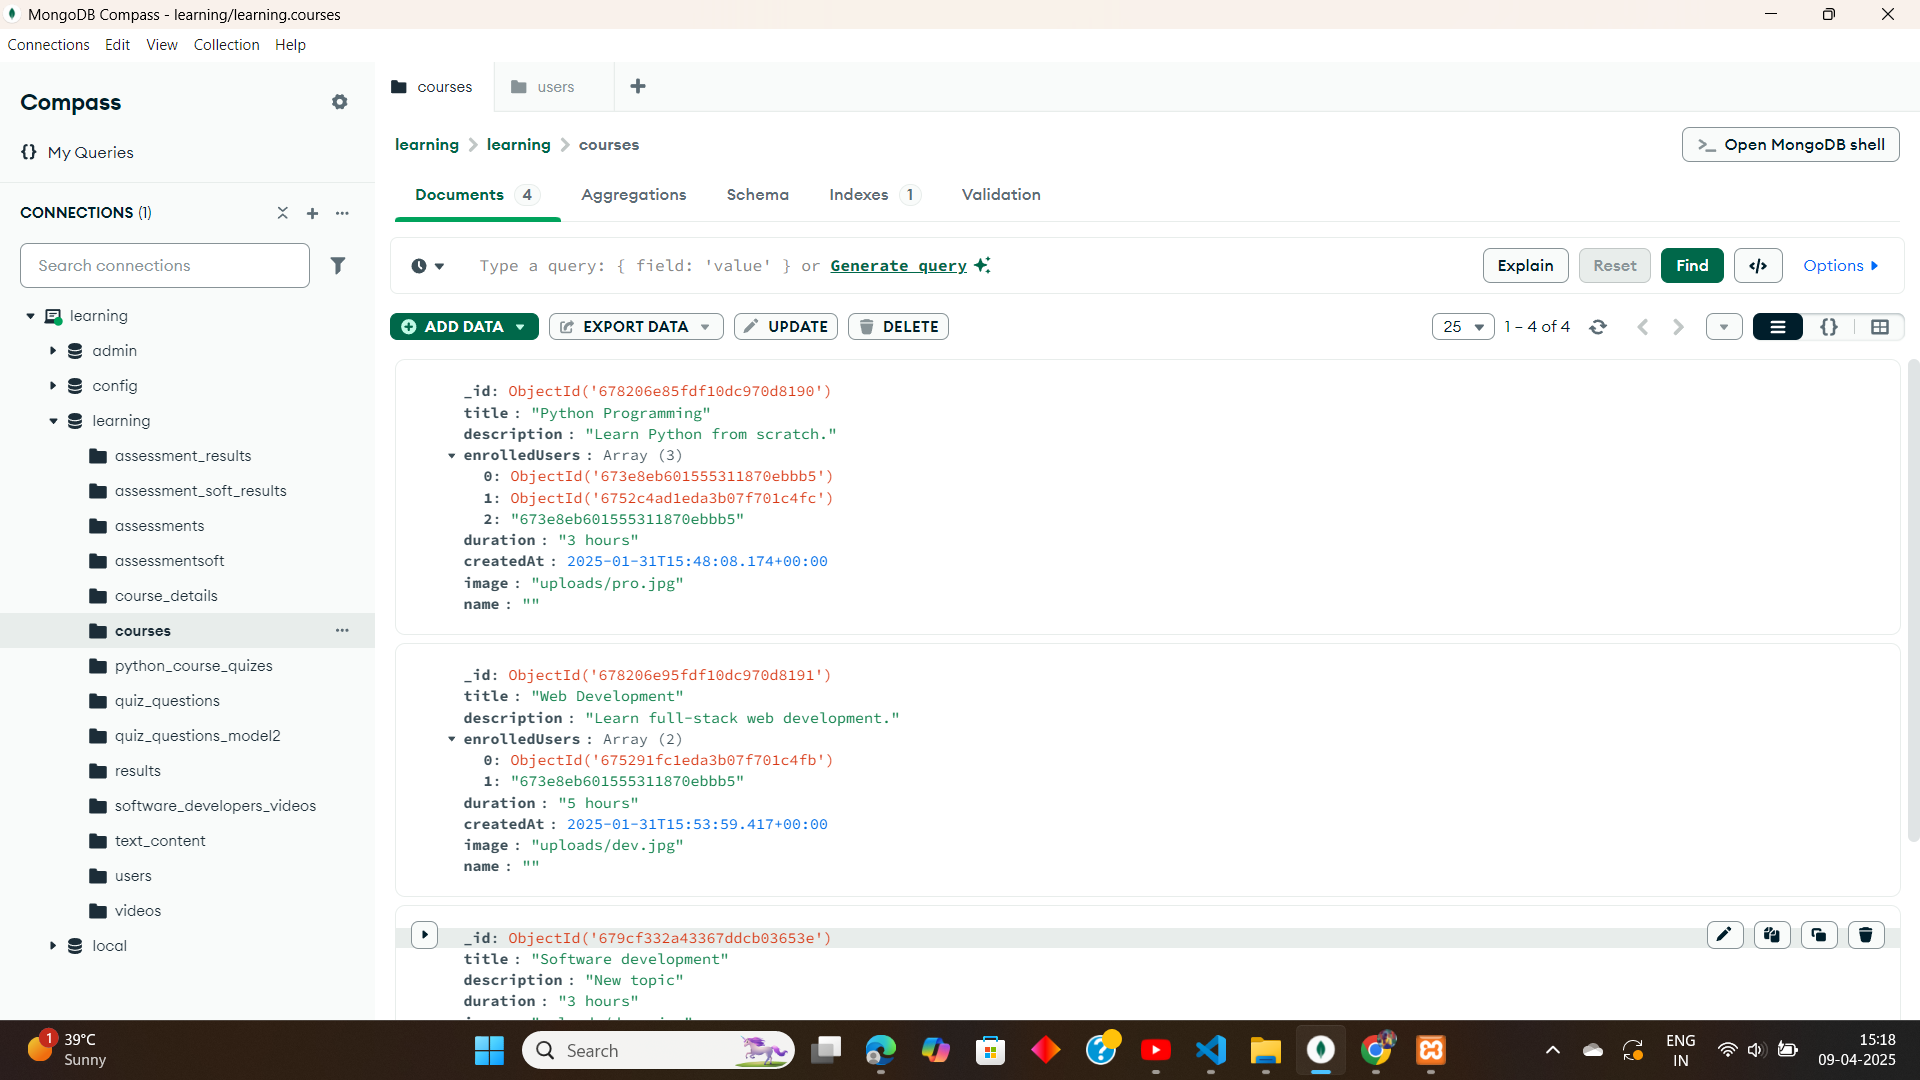 MongoDB Compass - learning/learning.courses
Connections Edit View Collection Help
Compass
{} My Queries
CONNECTIONS (1)
Search connections
learning
admin
config
learning
assessment_results
assessment_soft_results
assessments
assessmentsoft
course_details
courses
python_course_quizes
quiz_questions
quiz_questions_model2
results
software_developers_videos
text_content
users
videos
local
courses users
learning > learning > courses
>_ Open MongoDB shell
Documents 4 Aggregations Schema Indexes 1 Validation
Type a query: { field: 'value' } or Generate query
Explain Reset Find </> Options
ADD DATA EXPORT DATA UPDATE DELETE
25 1 – 4 of 4 {}
_id: ObjectId('678206e85fdf10dc970d8190')
title : "Python Programming"
description : "Learn Python from scratch."
enrolledUsers : Array (3)
0: ObjectId('673e8eb601555311870ebbb5')
1: ObjectId('6752c4ad1eda3b07f701c4fc')
2: "673e8eb601555311870ebbb5"
duration : "3 hours"
createdAt : 2025-01-31T15:48:08.174+00:00
image : "uploads/pro.jpg"
name : ""
_id: ObjectId('678206e95fdf10dc970d8191')
title : "Web Development"
description : "Learn full-stack web development."
enrolledUsers : Array (2)
0: ObjectId('675291fc1eda3b07f701c4fb')
1: "673e8eb601555311870ebbb5"
duration : "5 hours"
createdAt : 2025-01-31T15:53:59.417+00:00
image : "uploads/dev.jpg"
name : ""
_id: ObjectId('679cf332a43367ddcb03653e')
title : "Software development"
description : "New topic"
duration : "3 hours"
1
39°C
Sunny
Search
ENG
IN
15:18
09-04-2025